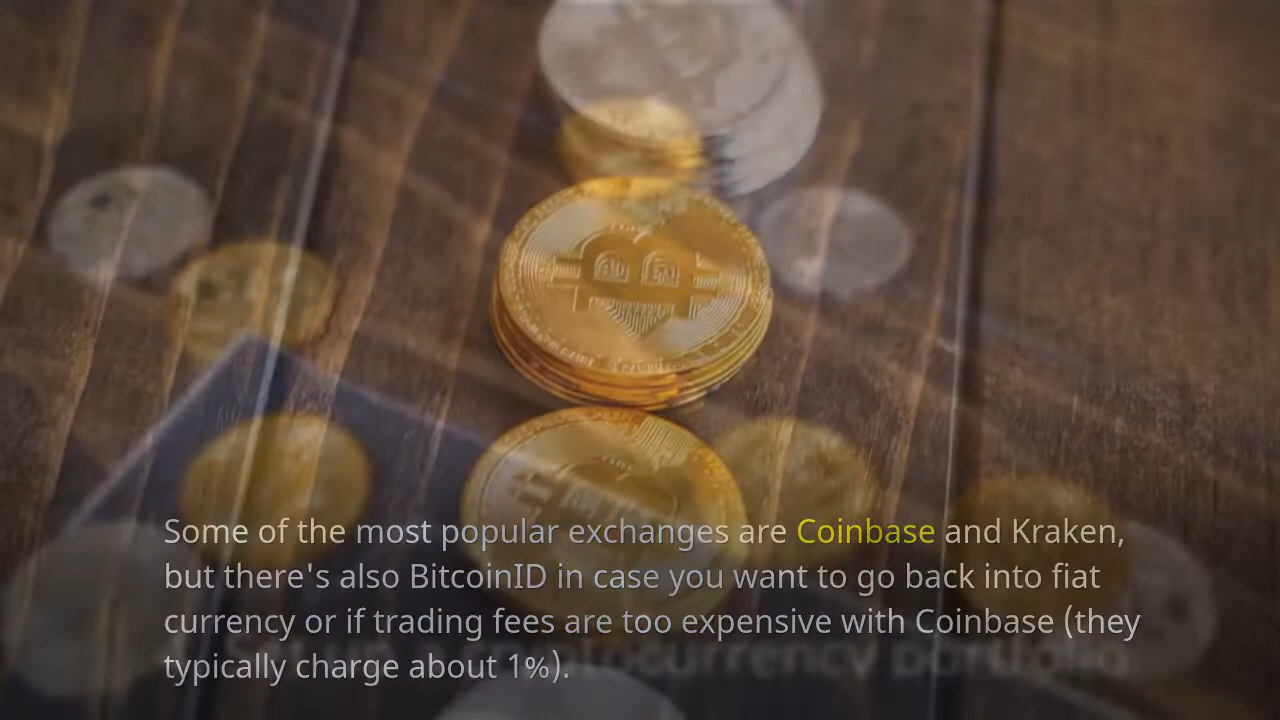 Some of the most popular exchanges are Coinbase and Kraken,
but there's also BitcoinID in case you want to go back into fiat
currency or if trading fees are too expensive with Coinbase (they
typically charge about 1%).